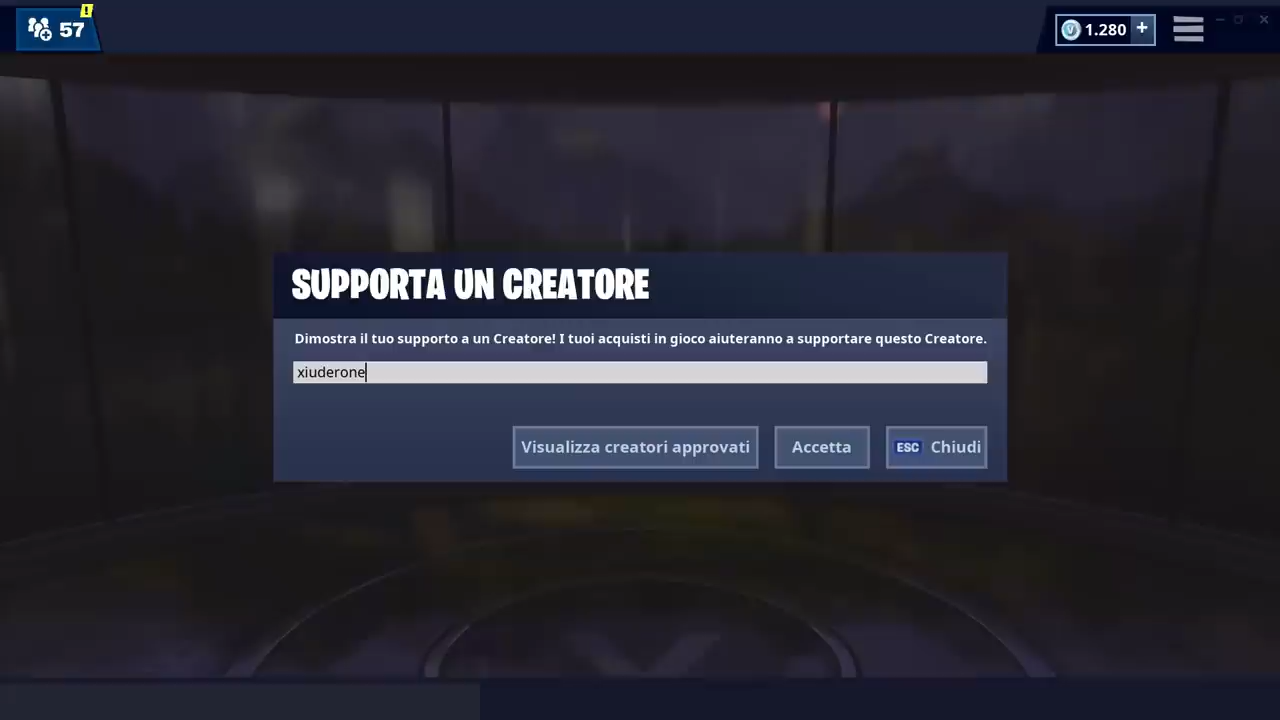 57
!
1.280 +
SUPPORTA UN CREATORE
Dimostra il tuo supporto a un Creatore! I tuoi acquisti in gioco aiuteranno a supportare questo Creatore.
xiuderone
Visualizza creatori approvati
Accetta
ESC Chiudi